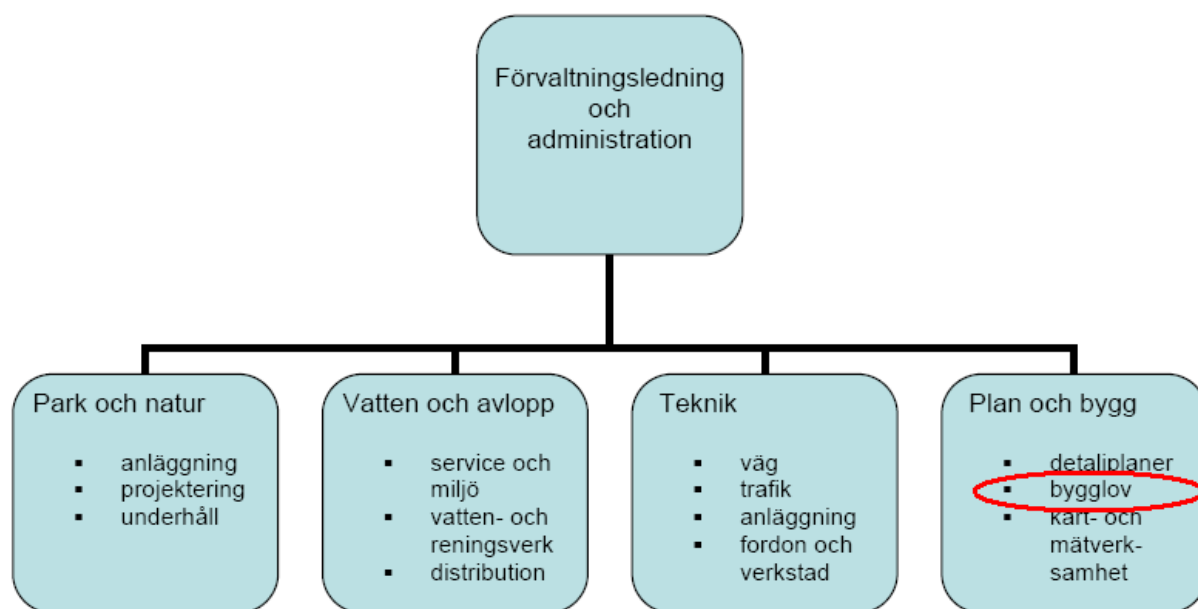 Förvaltningsledning
och
administration
Park och natur
▪ anläggning
▪ projektering
▪ underhåll
Vatten och avlopp
▪ service och
miljö
▪ vatten- och
reningsverk
▪ distribution
Teknik
▪ väg
▪ trafik
▪ anläggning
▪ fordon och
verkstad
Plan och bygg
▪ detaljplaner
▪ bygglov
▪ kart- och
mätverk-
samhet